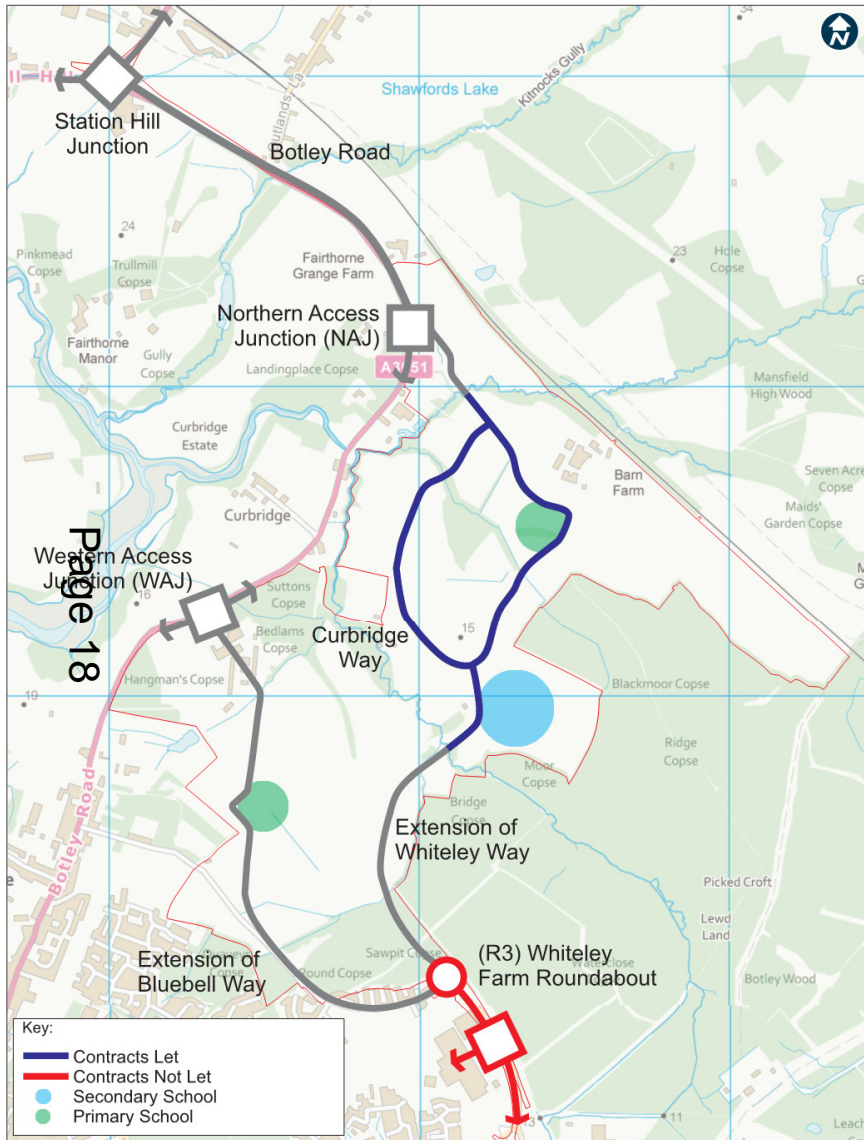 N
34
Shawfords Lake
Kitnocks Gully
Station Hill
Junction
Botley Road
24
Pinkmead
Copse
Trullmill
Copse
Fairthorne
Grange Farm
23
Hole
Copse
Northern Access
Junction (NAJ)
Fairthorne
Manor
Gully
Copse
Landingplace Copse
Mansfield
High Wood
Curbridge
Estate
Barn
Farm
Seven Acre
Maids'
Garden Copse
Curbridge
Page 18
Western Access
Junction (WAJ)
16
Suttons
Copse
Bedlams
Copse
Curbridge
Way
15
Hangman's Copse
19
Blackmoor Copse
Ridge
Copse
Moor
Copse
Bridge
Copse
Extension of
Whiteley Way
Botley Road
Picked Croft
Lewd
Land
Extension of
Bluebell Way
Sawpit Copse
Round Copse
(R3) Whiteley
Farm Roundabout
Botley Wood
Key:
Contracts Let
Contracts Not Let
Secondary School
Primary School
13
11